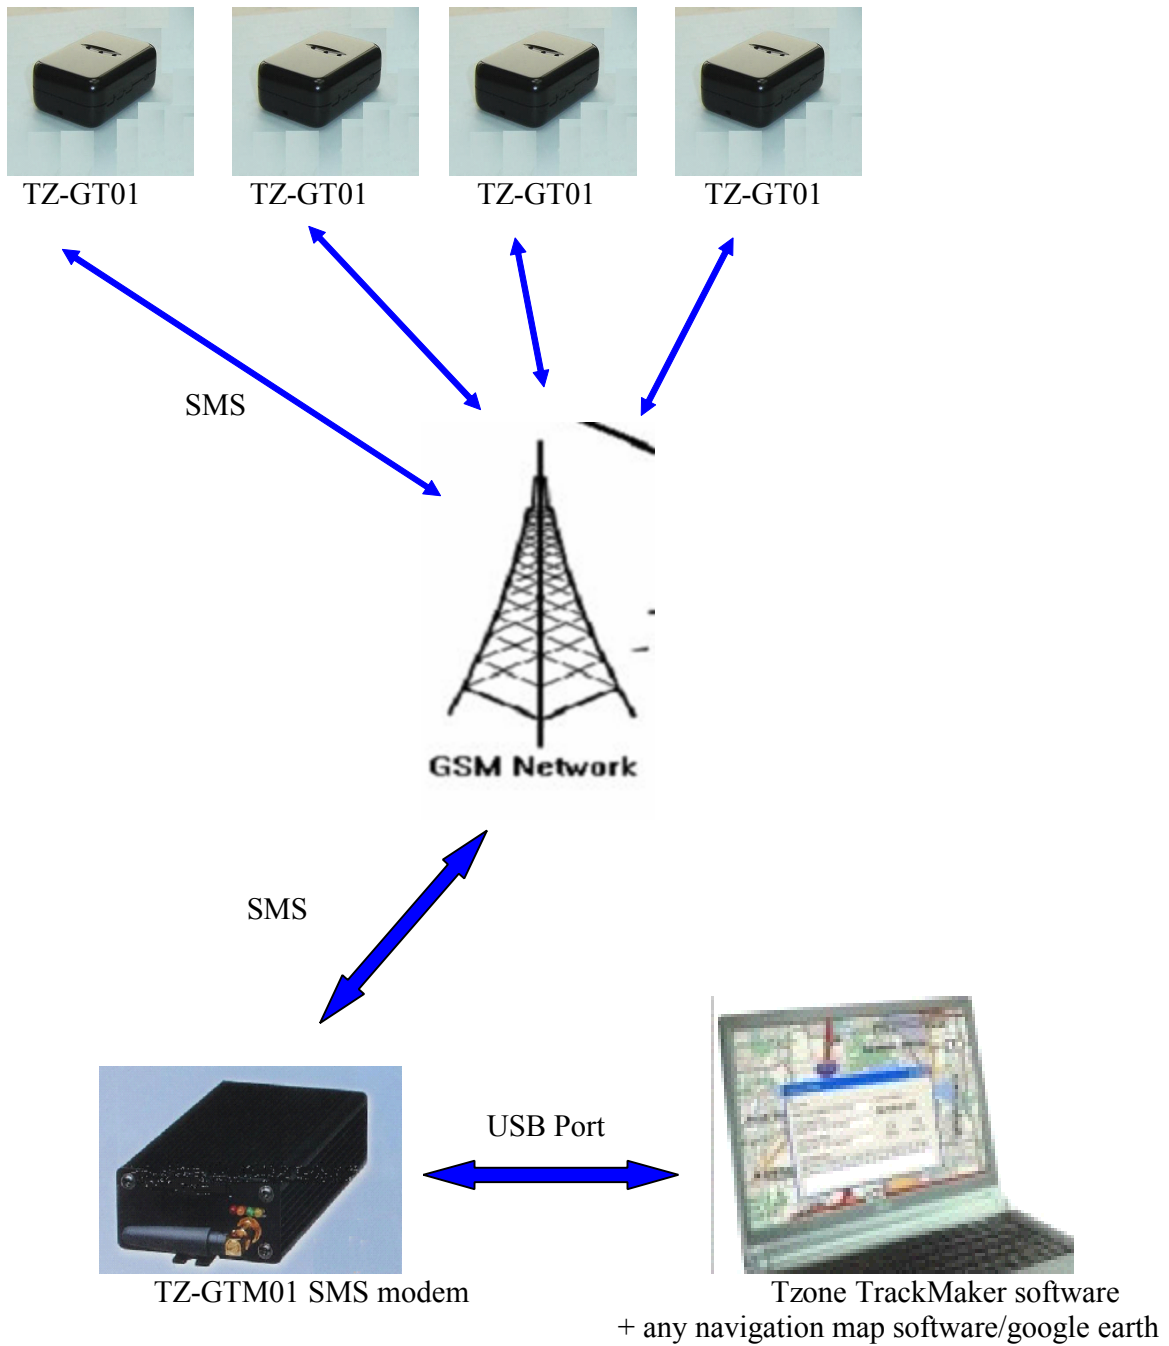 TZ-GT01
TZ-GT01
TZ-GT01
TZ-GT01
SMS
GSM Network
SMS
USB Port
TZ-GTM01 SMS modem
Tzone TrackMaker software
+ any navigation map software/google earth